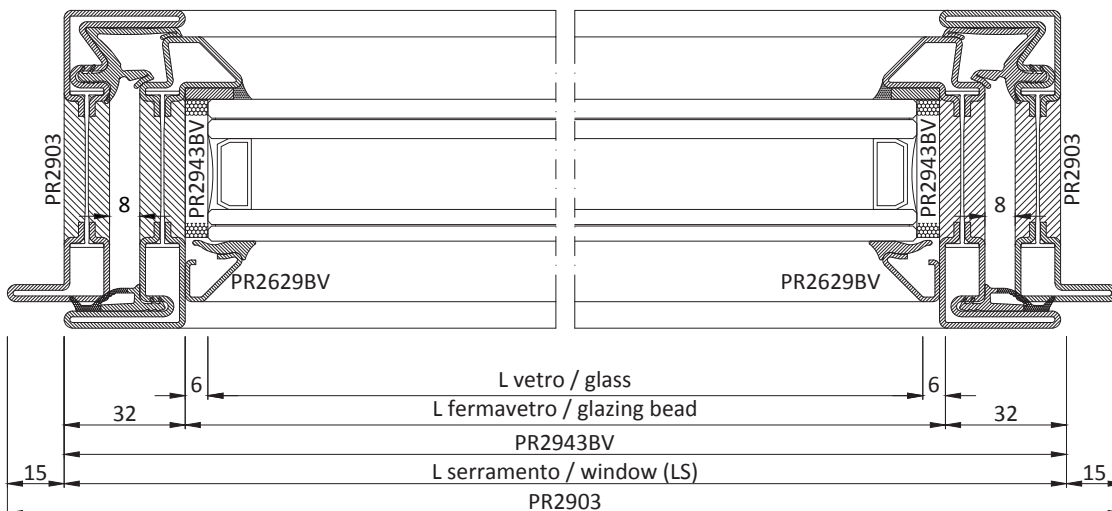 PR2903
8
PR2943BV
PR2943BV
8
PR2903
PR2629BV
PR2629BV
6
L vetro / glass
6
32
L fermavetro / glazing bead
32
PR2943BV
15
L serramento / window (LS)
15
PR2903